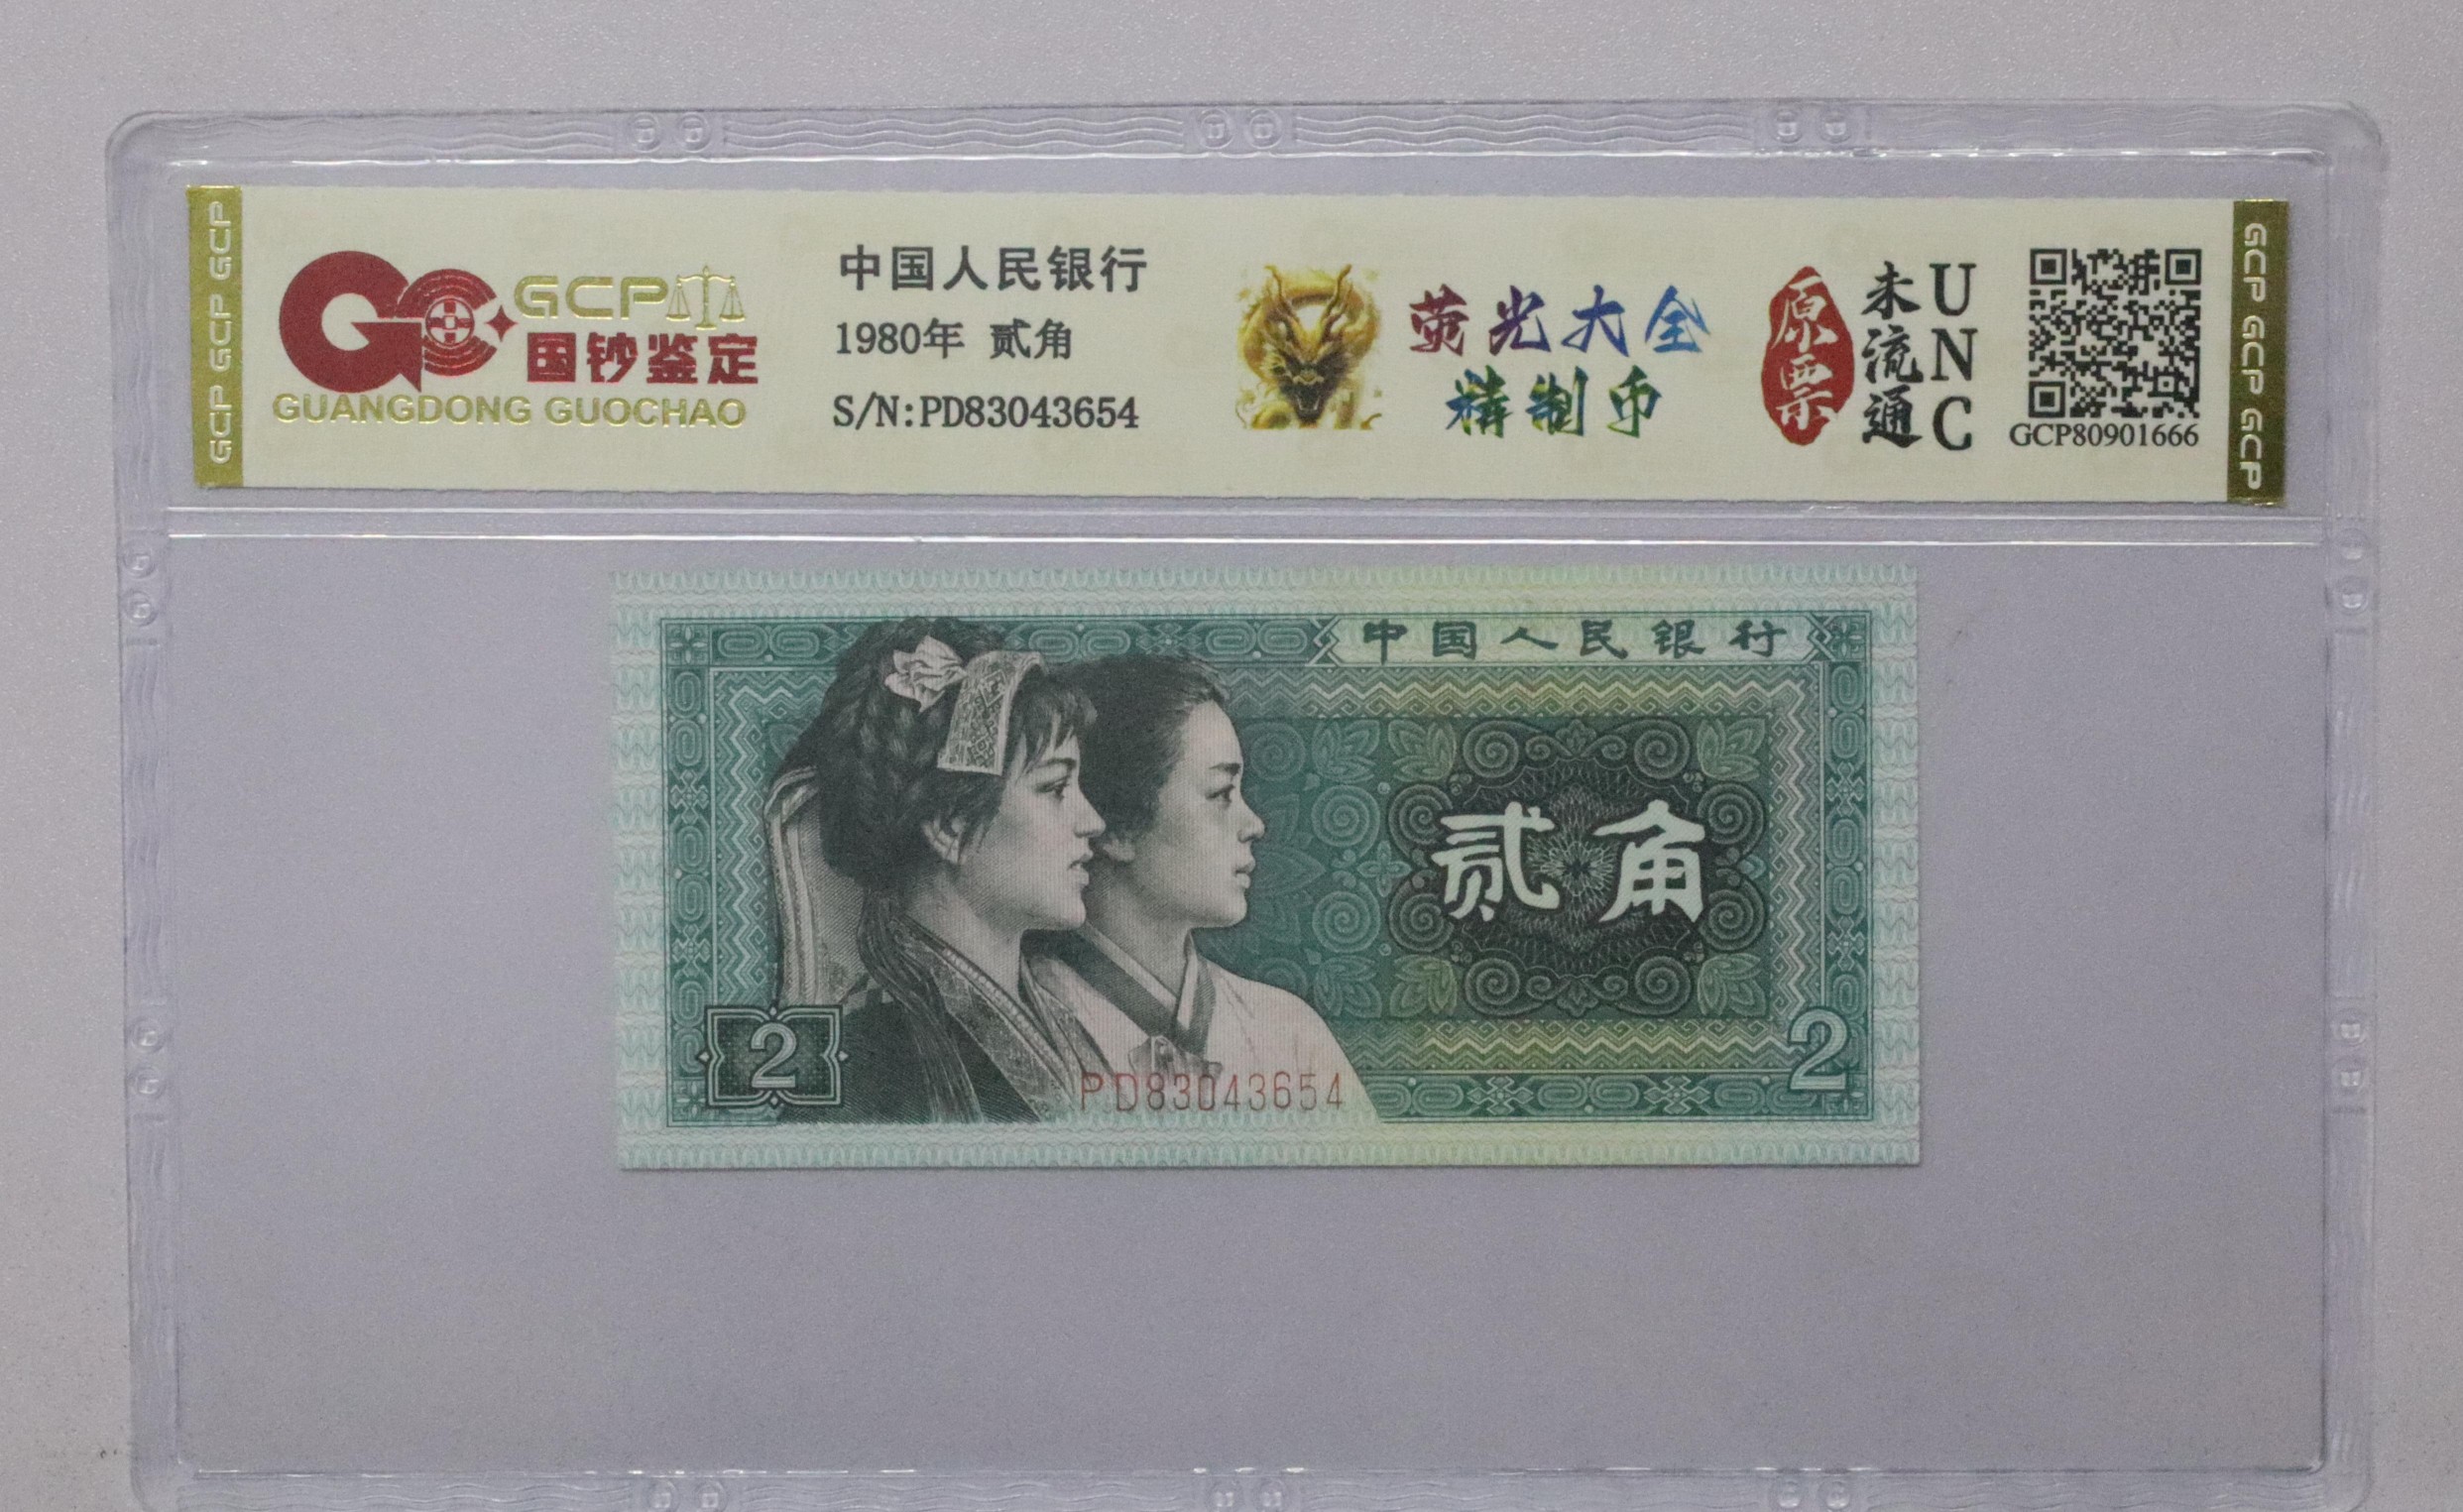 GCP GCP GCP
GCP
国钞鉴定
GUANGDONG GUOCHAO
中国人民银行
1980年 贰角
S/N:PD83043654
荧光大全
精制币
原票
未流通
UNC
GCP80901666
GCP GCP GCP
中国人民银行
贰角
2
PD83043654
2